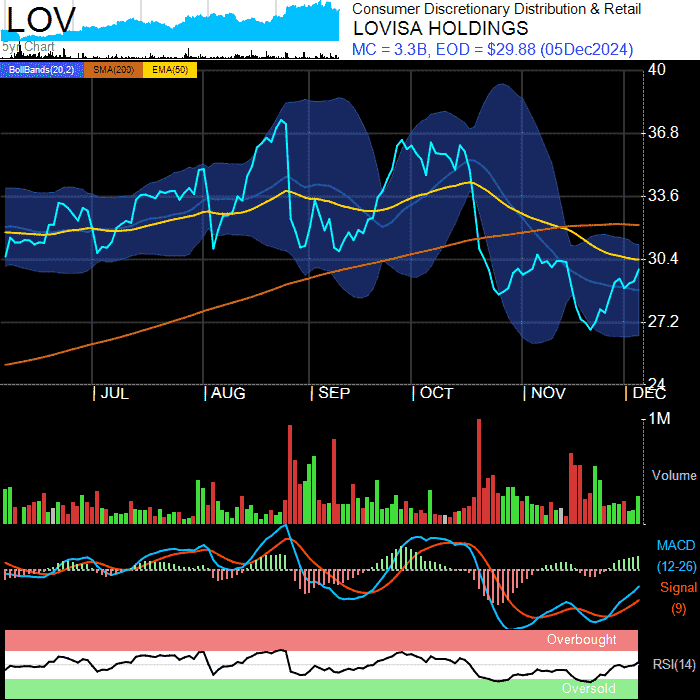 LOV
5yr Chart
Consumer Discretionary Distribution & Retail
LOVISA HOLDINGS
MC = 3.3B, EOD = $29.88 (05Dec2024)
BollBands(20,2) SMA(200) EMA(50)
40
36.8
33.6
30.4
27.2
24
JUL AUG SEP OCT NOV DEC
1M
Volume
MACD
(12-26)
Signal
(9)
Overbought
RSI(14)
Oversold